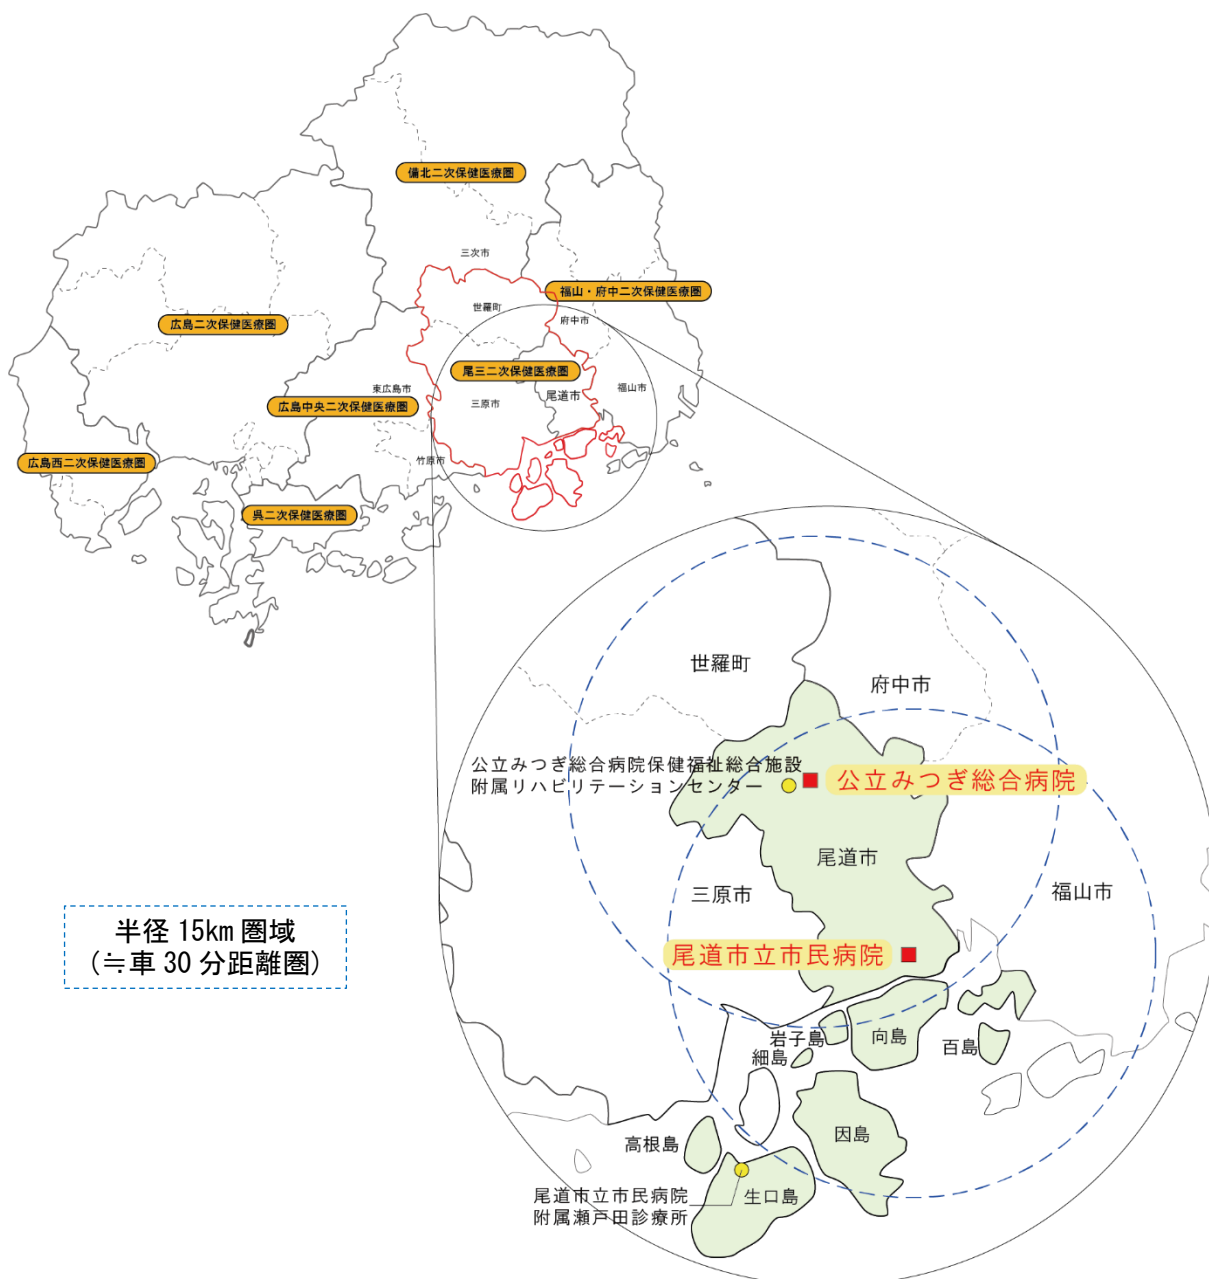 備北二次保健医療圏
三次市
福山・府中二次保健医療圏
世羅町
府中市
広島二次保健医療圏
尾三二次保健医療圏
東広島市
福山市
尾道市
三原市
広島中央二次保健医療圏
竹原市
広島西二次保健医療圏
呉二次保健医療圏
世羅町
府中市
公立みつぎ総合病院保健福祉総合施設
附属リハビリテーションセンター
公立みつぎ総合病院
尾道市
三原市
福山市
半径 15km 圏域
(≒車 30 分距離圏)
尾道市立市民病院
岩子島
向島
百島
細島
因島
高根島
生口島
尾道市立市民病院
附属瀬戸田診療所